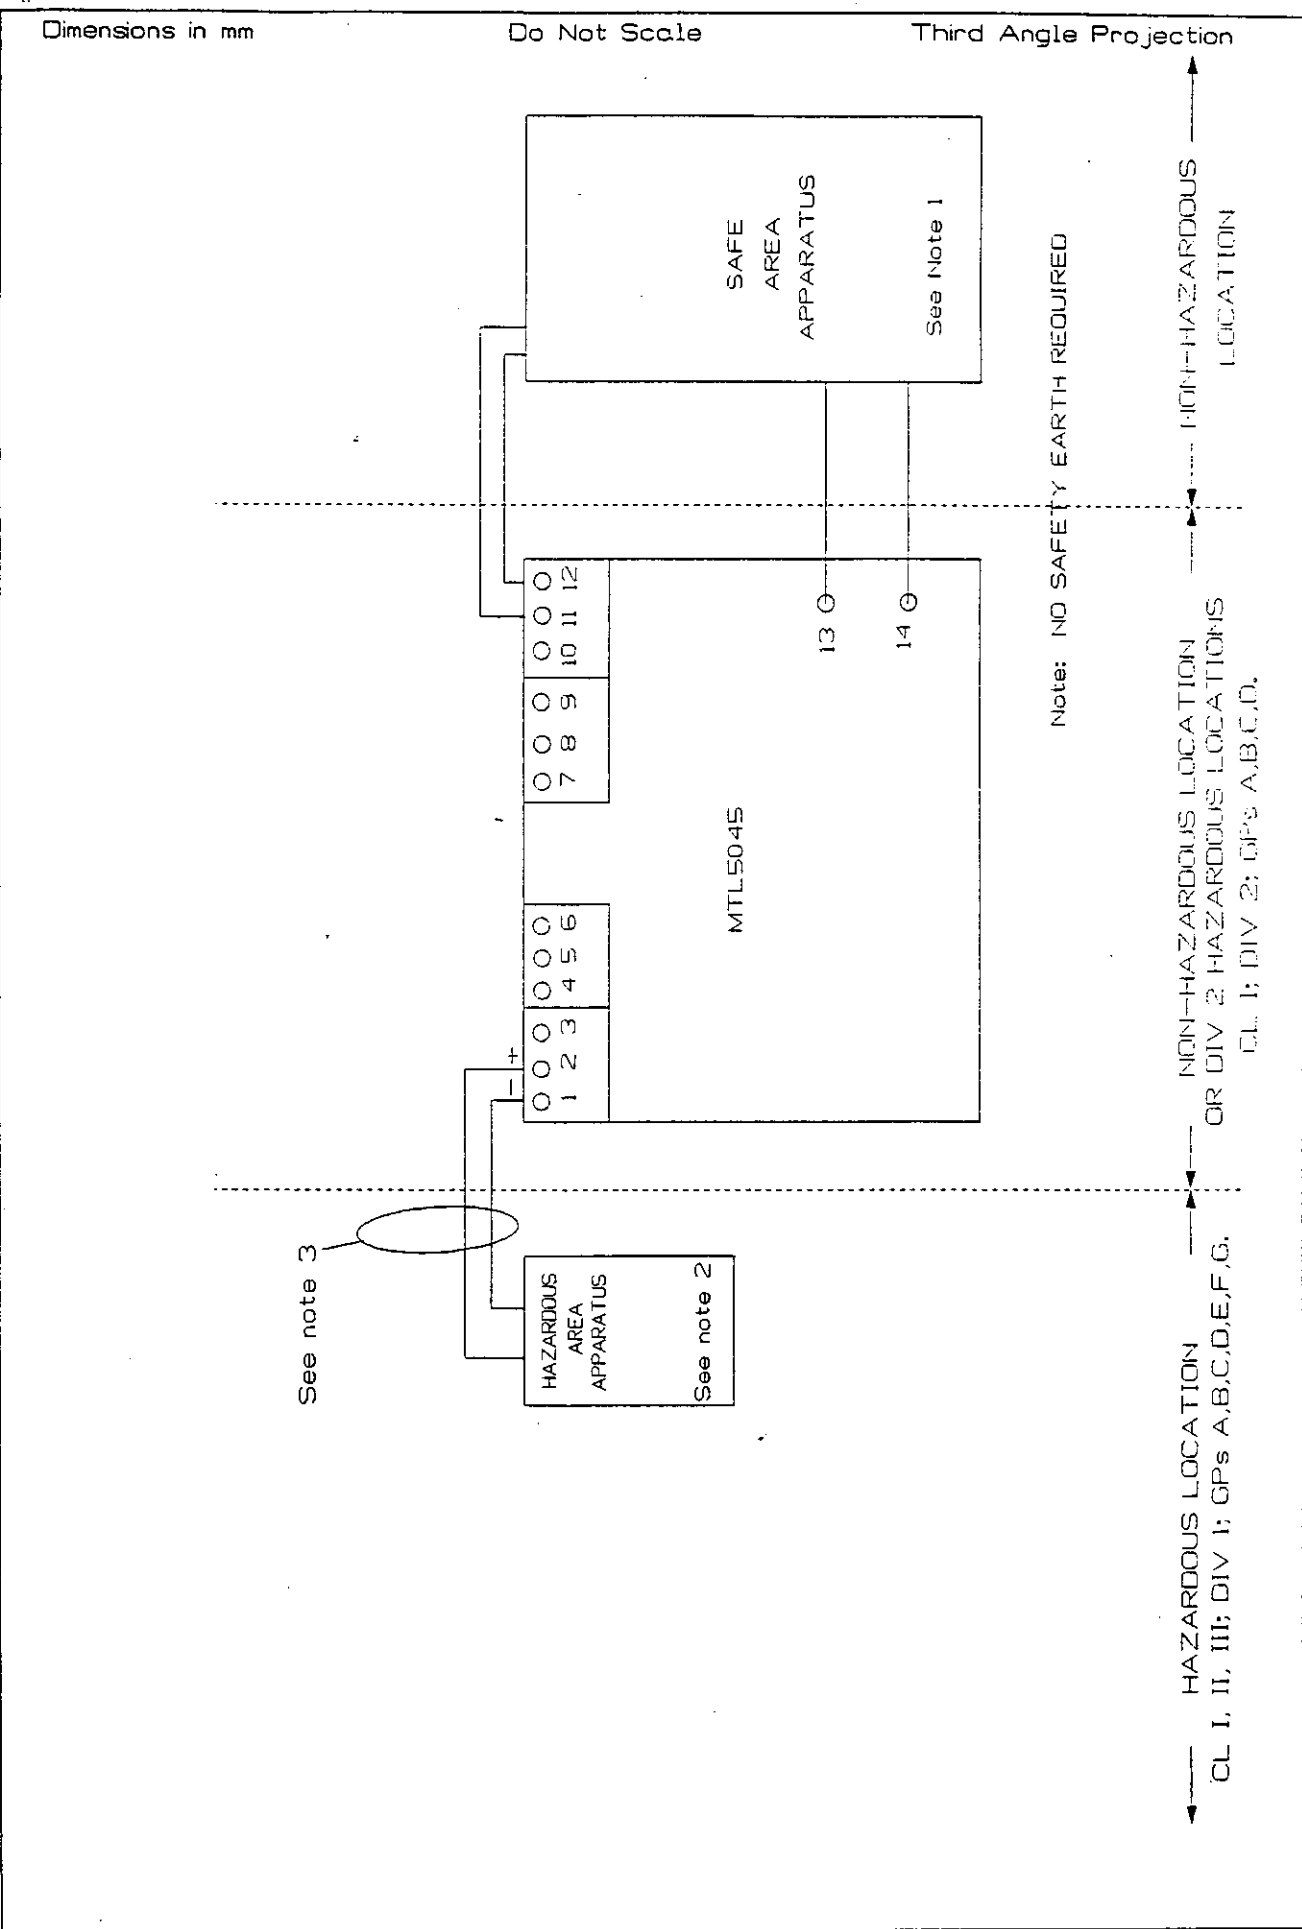 Dimensions in mm
Do Not Scale
Third Angle Projection
See note 3
HAZARDOUS
AREA
APPARATUS
See note 2
- +
1 2 3 4 5 6 7 8 9 10 11 12
MTL5045
13
14
SAFE
AREA
APPARATUS
See Note 1
Note: NO SAFETY EARTH REQUIRED
HAZARDOUS LOCATION
CL I, II, III; DIV 1; GPs A,B,C,D,E,F,G.
NON-HAZARDOUS LOCATION
OR DIV 2 HAZARDOUS LOCATIONS
CL I; DIV 2; GPs A,B,C,D.
NON-HAZARDOUS
LOCATION